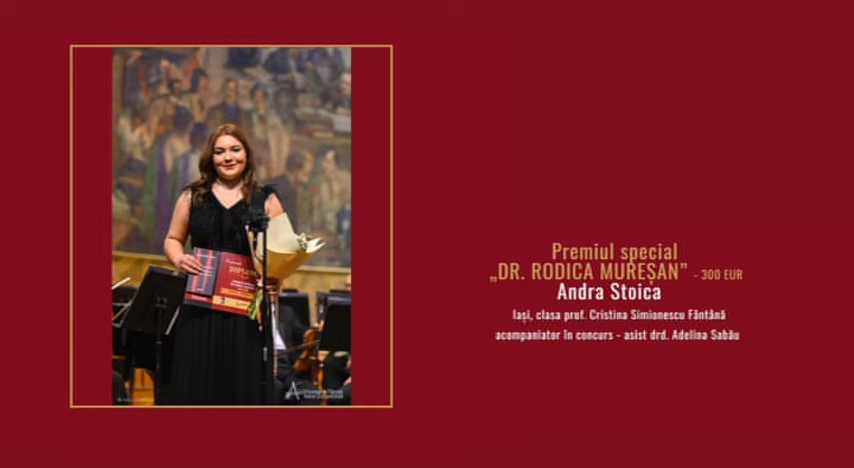 DIPLOMĂ
Premiul special
„DR. RODICA MUREȘAN” - 300 EUR
Andra Stoica
Iași, clasa prof. Cristina Simionescu Fântână
acompaniator în concurs - asist drd. Adelina Sabău